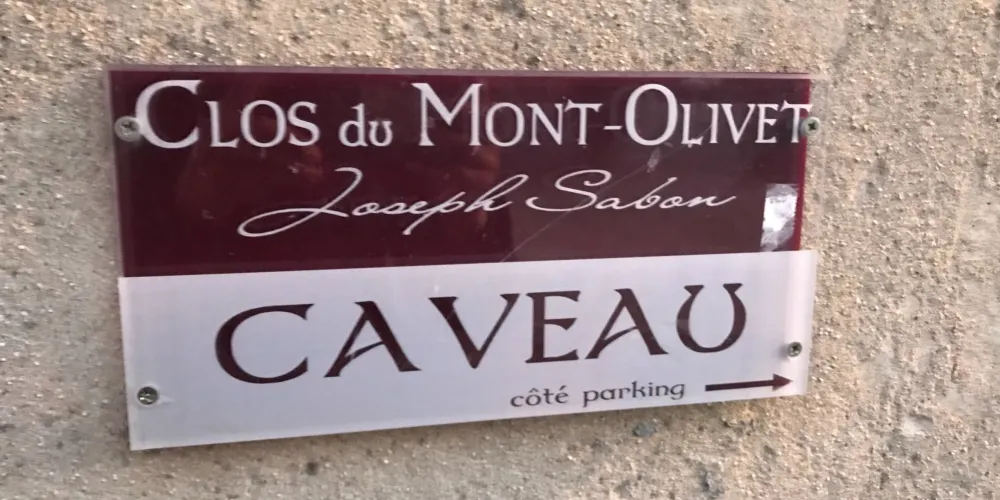 CLOS du MONT-OLIVET
Joseph Sabon
CAVEAU
côté parking